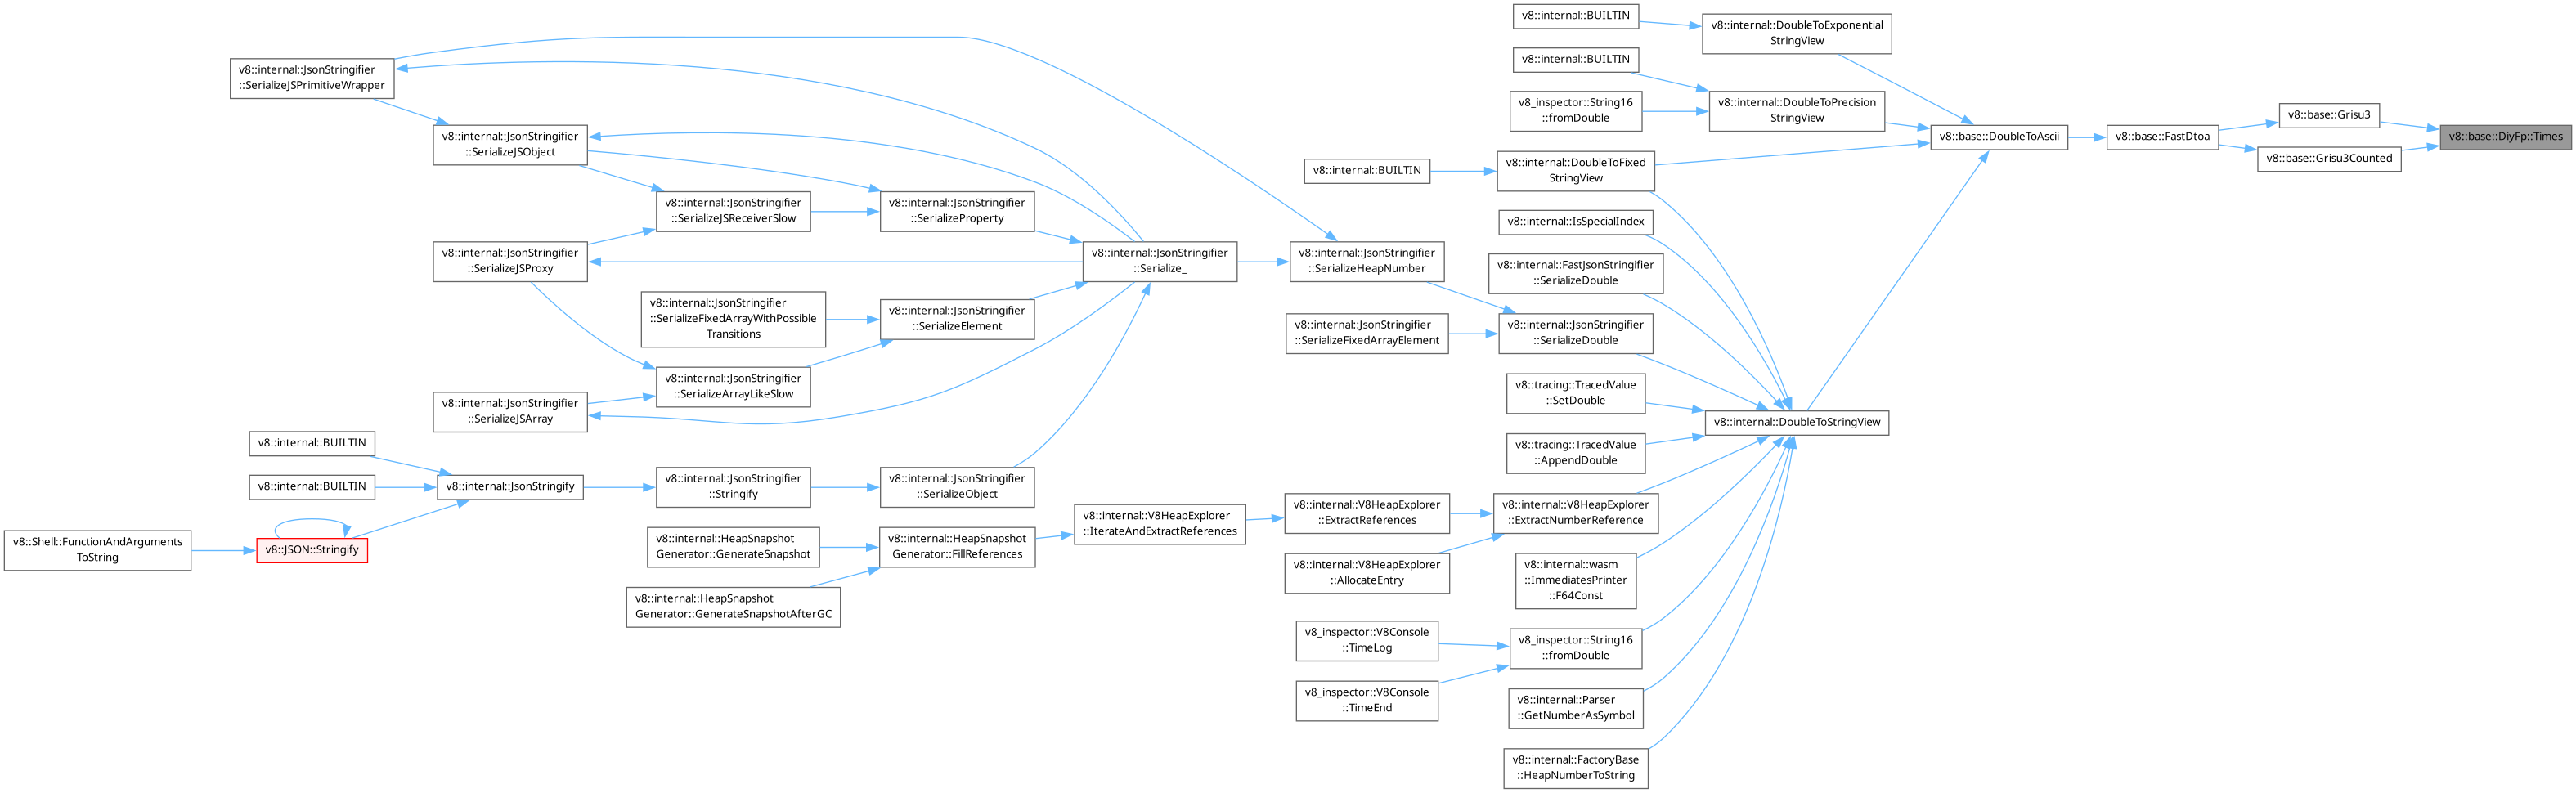 v8::internal::BUILTIN
v8::internal::DoubleToExponential
StringView
v8::internal::JsonStringifier
::SerializeJSPrimitiveWrapper
v8::internal::BUILTIN
v8_inspector::String16
::fromDouble
v8::internal::DoubleToPrecision
StringView
v8::base::Grisu3
v8::base::DiyFp::Times
v8::base::DoubleToAscii
v8::base::FastDtoa
v8::base::Grisu3Counted
v8::internal::JsonStringifier
::SerializeJSObject
v8::internal::BUILTIN
v8::internal::DoubleToFixed
StringView
v8::internal::JsonStringifier
::SerializeJSReceiverSlow
v8::internal::JsonStringifier
::SerializeProperty
v8::internal::IsSpecialIndex
v8::internal::JsonStringifier
::SerializeJSProxy
v8::internal::JsonStringifier
::Serialize_
v8::internal::JsonStringifier
::SerializeHeapNumber
v8::internal::FastJsonStringifier
::SerializeDouble
v8::internal::JsonStringifier
::SerializeFixedArrayWithPossible
Transitions
v8::internal::JsonStringifier
::SerializeElement
v8::internal::JsonStringifier
::SerializeFixedArrayElement
v8::internal::JsonStringifier
::SerializeDouble
v8::internal::JsonStringifier
::SerializeArrayLikeSlow
v8::tracing::TracedValue
::SetDouble
v8::internal::JsonStringifier
::SerializeJSArray
v8::internal::DoubleToStringView
v8::internal::BUILTIN
v8::tracing::TracedValue
::AppendDouble
v8::internal::BUILTIN
v8::internal::JsonStringify
v8::internal::JsonStringifier
::Stringify
v8::internal::JsonStringifier
::SerializeObject
v8::internal::V8HeapExplorer
::ExtractReferences
v8::internal::V8HeapExplorer
::ExtractNumberReference
v8::Shell::FunctionAndArguments
ToString
v8::JSON::Stringify
v8::internal::HeapSnapshot
Generator::GenerateSnapshot
v8::internal::HeapSnapshot
Generator::FillReferences
v8::internal::V8HeapExplorer
::IterateAndExtractReferences
v8::internal::V8HeapExplorer
::AllocateEntry
v8::internal::wasm
::ImmediatesPrinter
::F64Const
v8::internal::HeapSnapshot
Generator::GenerateSnapshotAfterGC
v8_inspector::V8Console
::TimeLog
v8_inspector::String16
::fromDouble
v8_inspector::V8Console
::TimeEnd
v8::internal::Parser
::GetNumberAsSymbol
v8::internal::FactoryBase
::HeapNumberToString